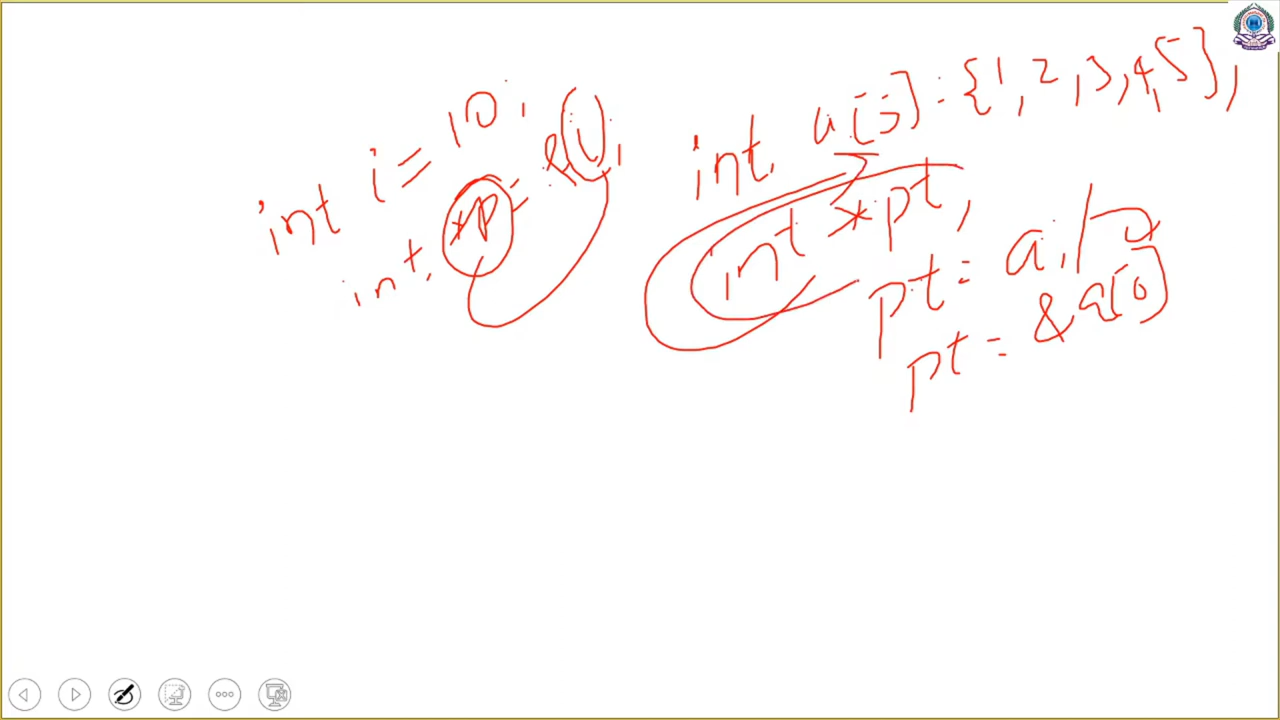 int i = 10;
int *p = &i;
int a[5] = {1, 2, 3, 4, 5};
int *pt;
pt = a;
pt = &a[0]